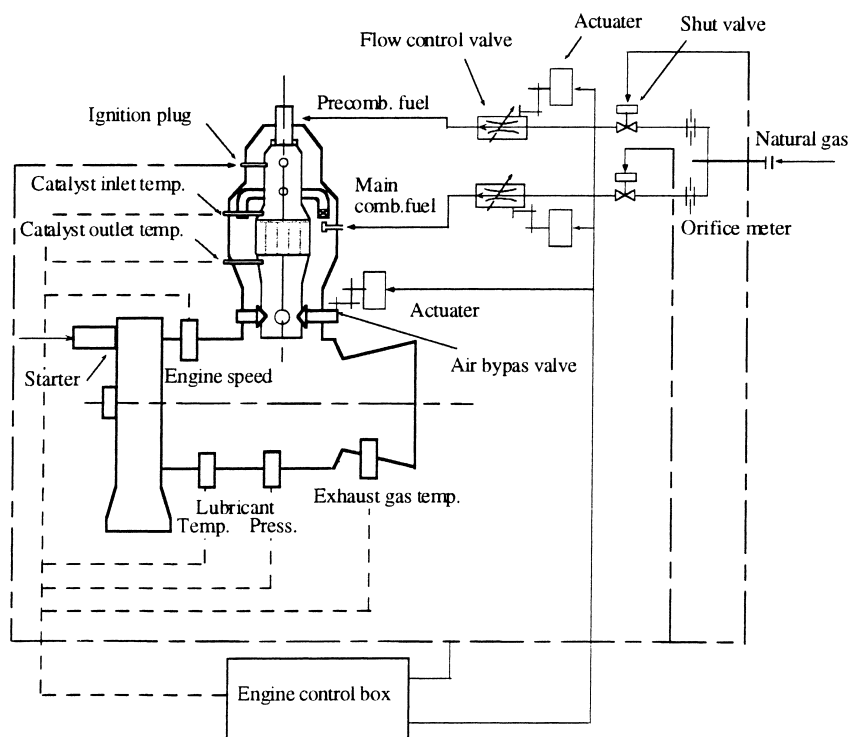 Actuater
Shut valve
Flow control valve
Precomb. fuel
Ignition plug
Natural gas
Catalyst inlet temp.
Main
comb.fuel
Catalyst outlet temp.
Orifice meter
Actuater
Air bypas valve
Starter
Engine speed
Exhaust gas temp.
Lubricant
Temp. Press.
Engine control box